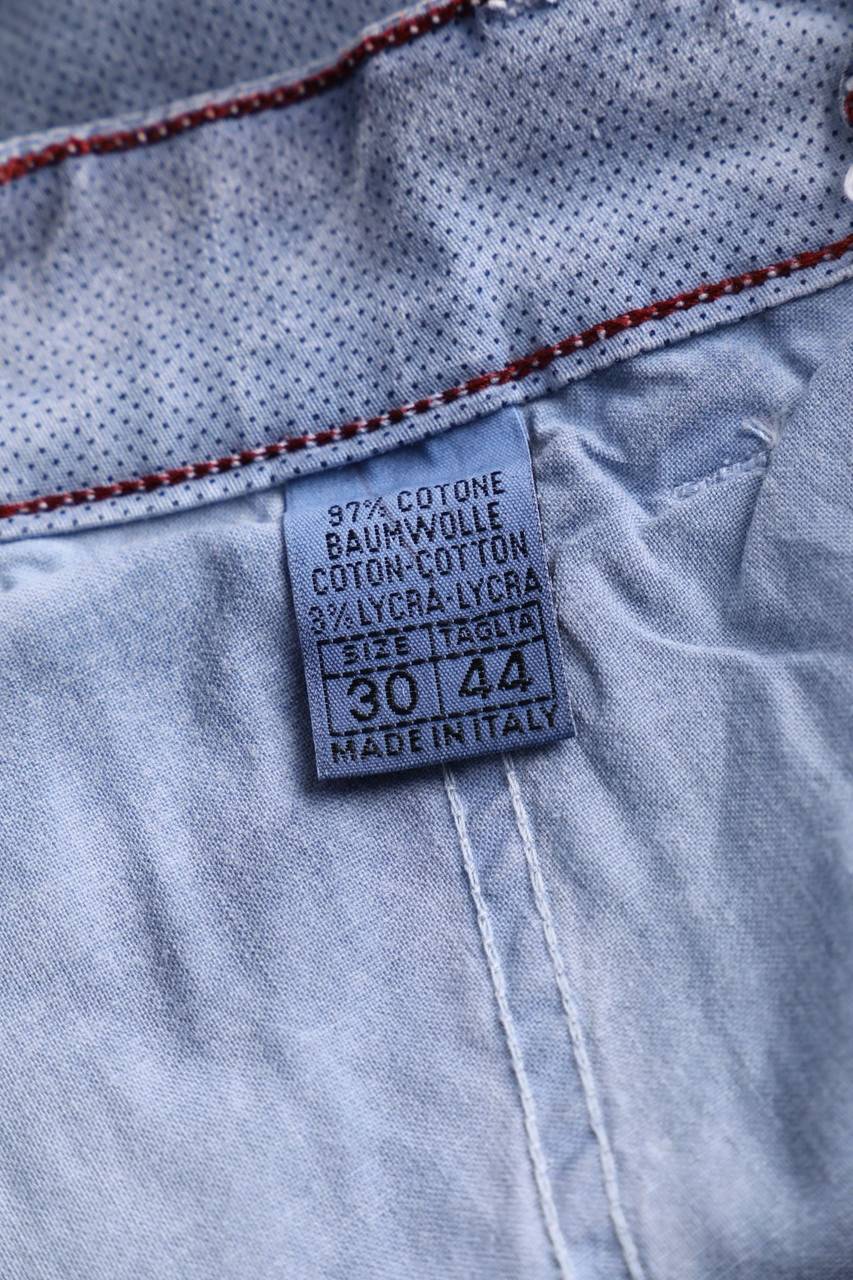 97% COTONE
BAUMWOLLE
COTON-COTTON
3% LYCRA-LYCRA
SIZE TAGLIA
30 44
MADE IN ITALY